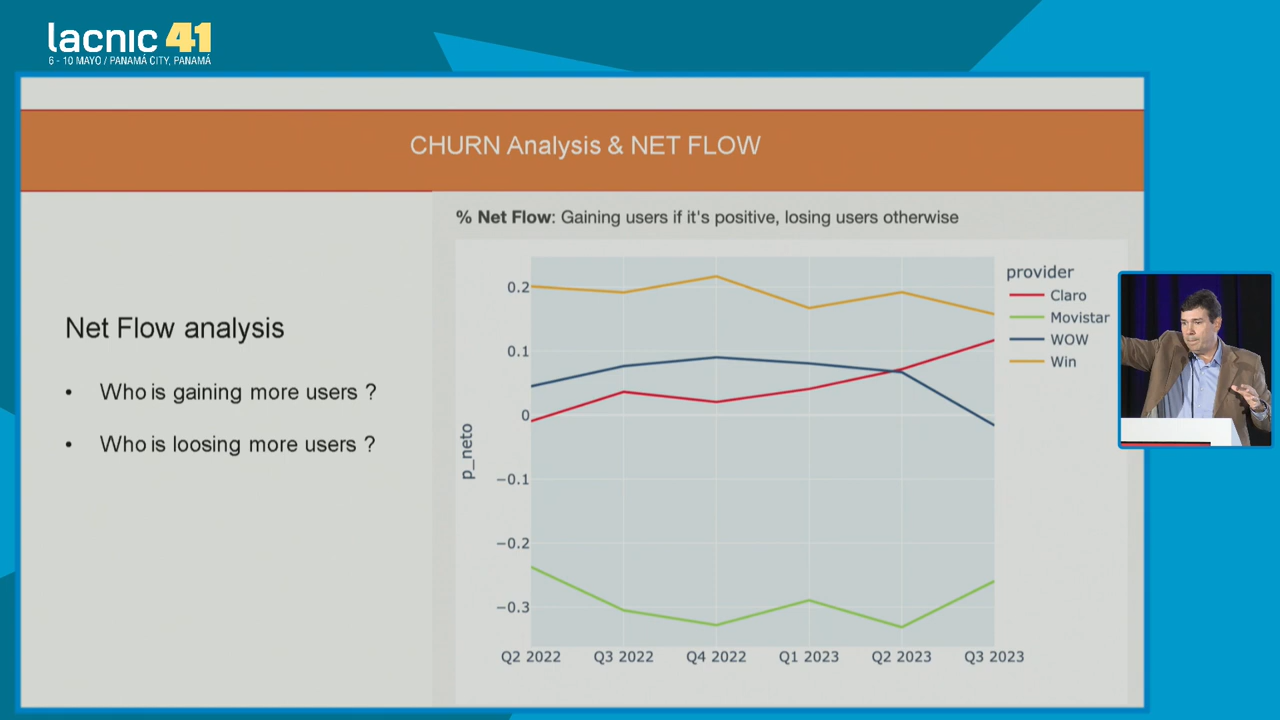 lacnic 41
6 - 10 MAYO / PANAMÁ CITY, PANAMÁ
CHURN Analysis & NET FLOW
% Net Flow: Gaining users if it's positive, losing users otherwise
Net Flow analysis
• Who is gaining more users ?
• Who is loosing more users ?
provider
Claro
Movistar
WOW
Win
p_neto
0.2
0.1
0
−0.1
−0.2
−0.3
Q2 2022 Q3 2022 Q4 2022 Q1 2023 Q2 2023 Q3 2023